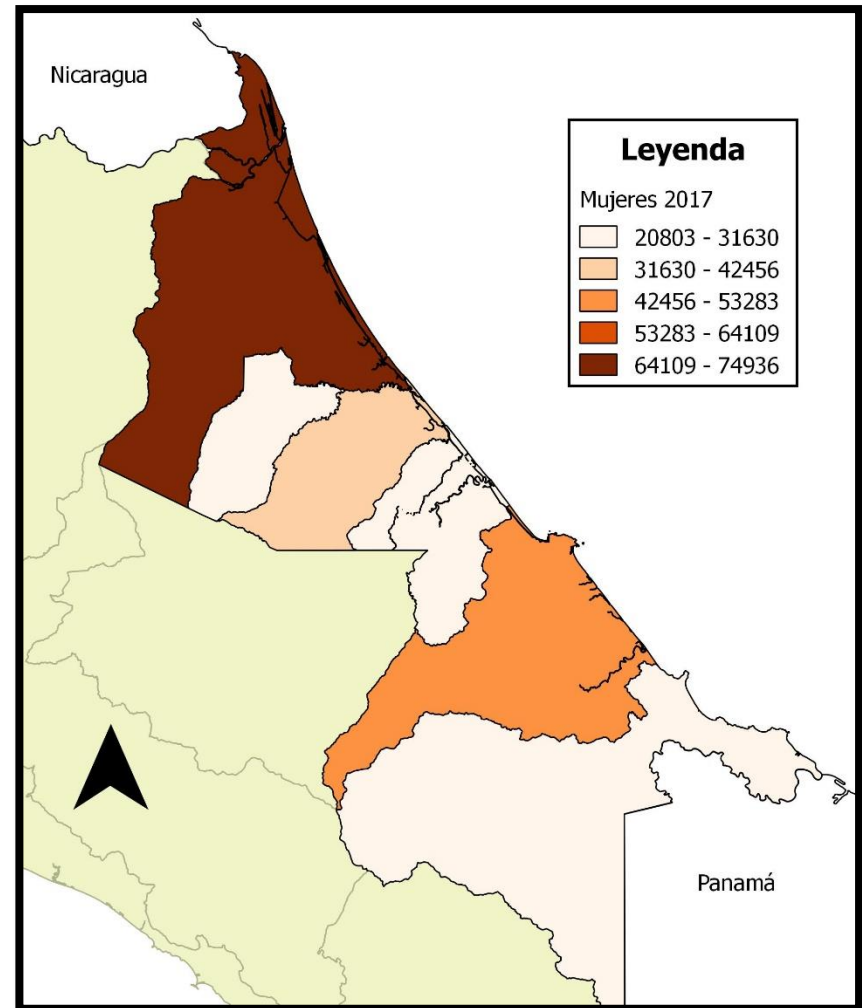 Nicaragua
Leyenda
Mujeres 2017
20803 - 31630
31630 - 42456
42456 - 53283
53283 - 64109
64109 - 74936
Panamá